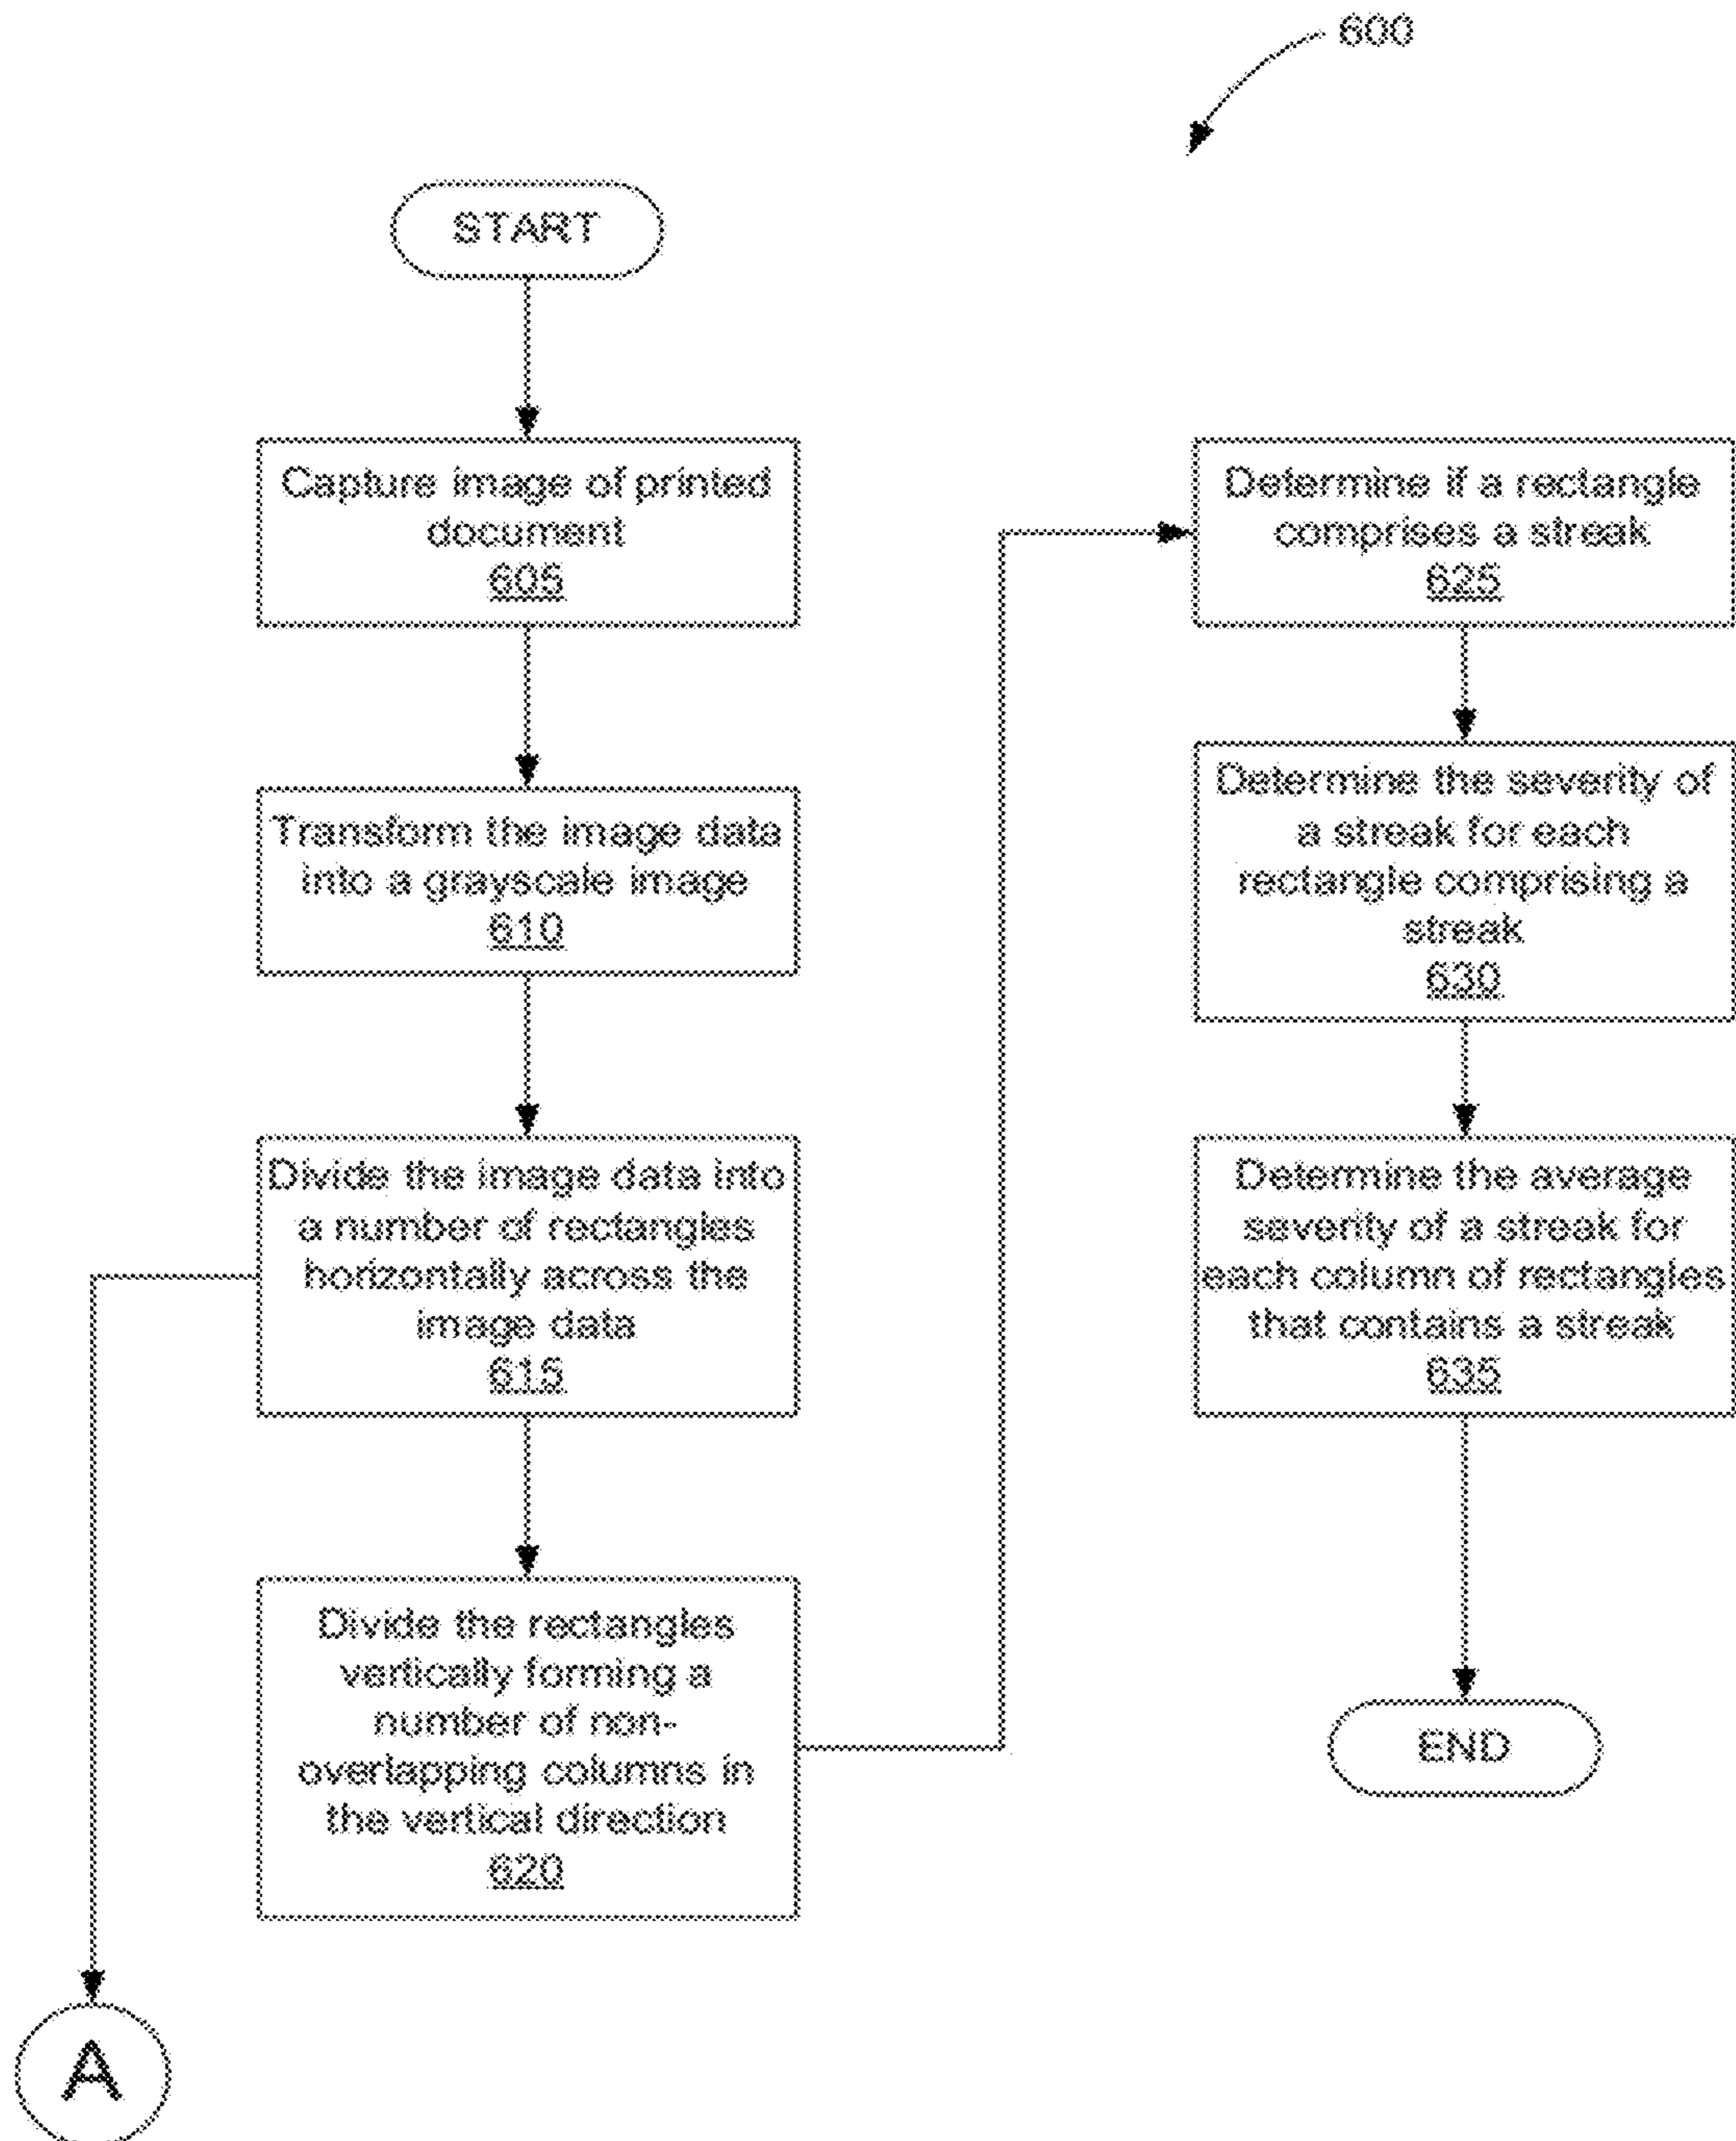 600
START
Capture image of printed
document
605
Transform the image data
into a grayscale image
610
Divide the image data into
a number of rectangles
horizontally across the
image data
615
Divide the rectangles
vertically forming a
number of non-
overlapping columns in
the vertical direction
620
A
Determine if a rectangle
comprises a streak
625
Determine the severity of
a streak for each
rectangle comprising a
streak
630
Determine the average
severity of a streak for
each column of rectangles
that contains a streak
635
END